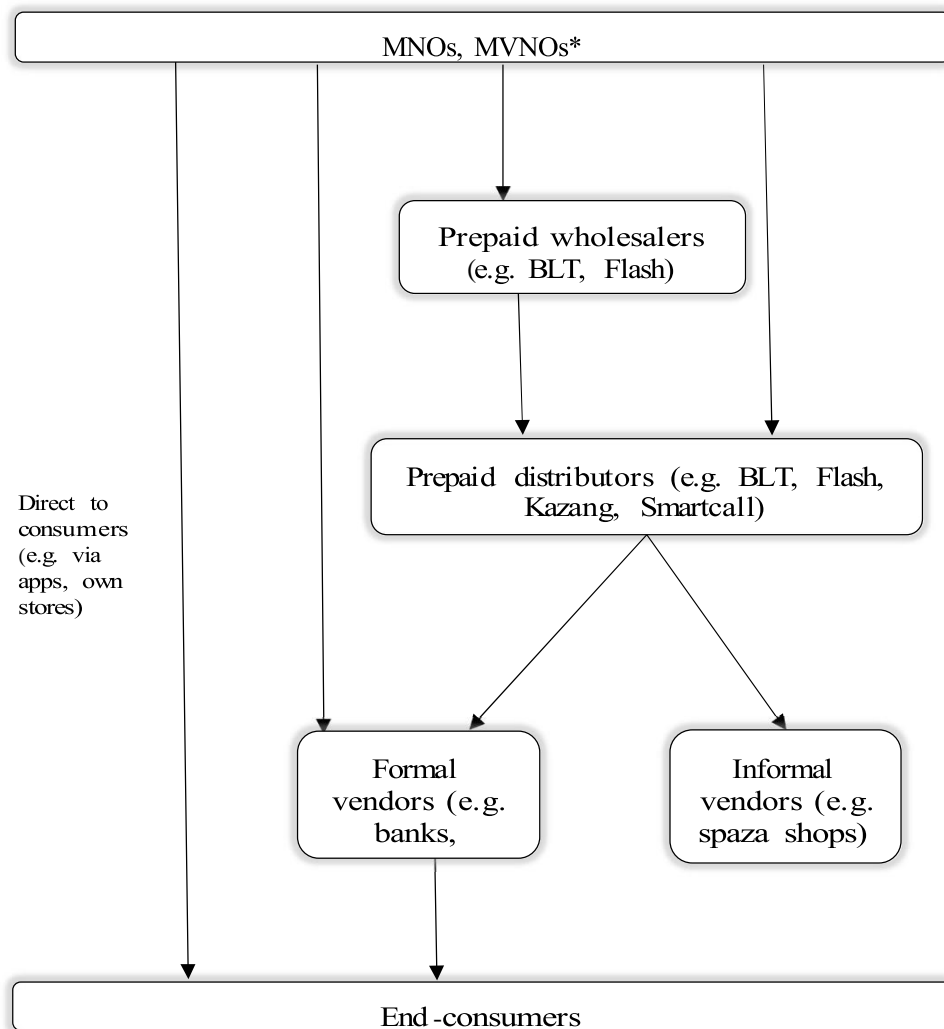 MNOs, MVNOs*
Prepaid wholesalers
(e.g. BLT, Flash)
Prepaid distributors (e.g. BLT, Flash,
Kazang, Smartcall)
Direct to
consumers
(e.g. via
apps, own
stores)
Formal
vendors (e.g.
banks,
Informal
vendors (e.g.
spaza shops)
End-consumers